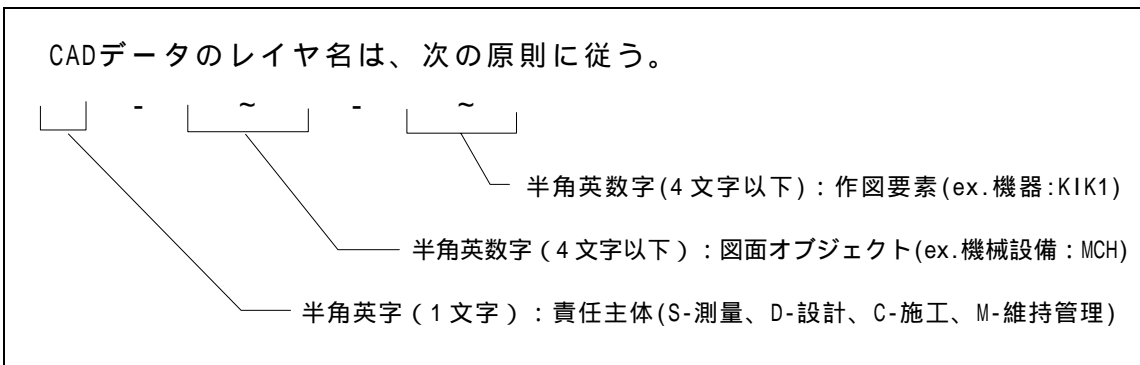 CADデータのレイヤ名は、次の原則に従う。
- ~ - ~
半角英数字(4文字以下):作図要素(ex.機器:KIK1)
半角英数字(4文字以下):図面オブジェクト(ex.機械設備:MCH)
半角英字(1文字):責任主体(S-測量、D-設計、C-施工、M-維持管理)